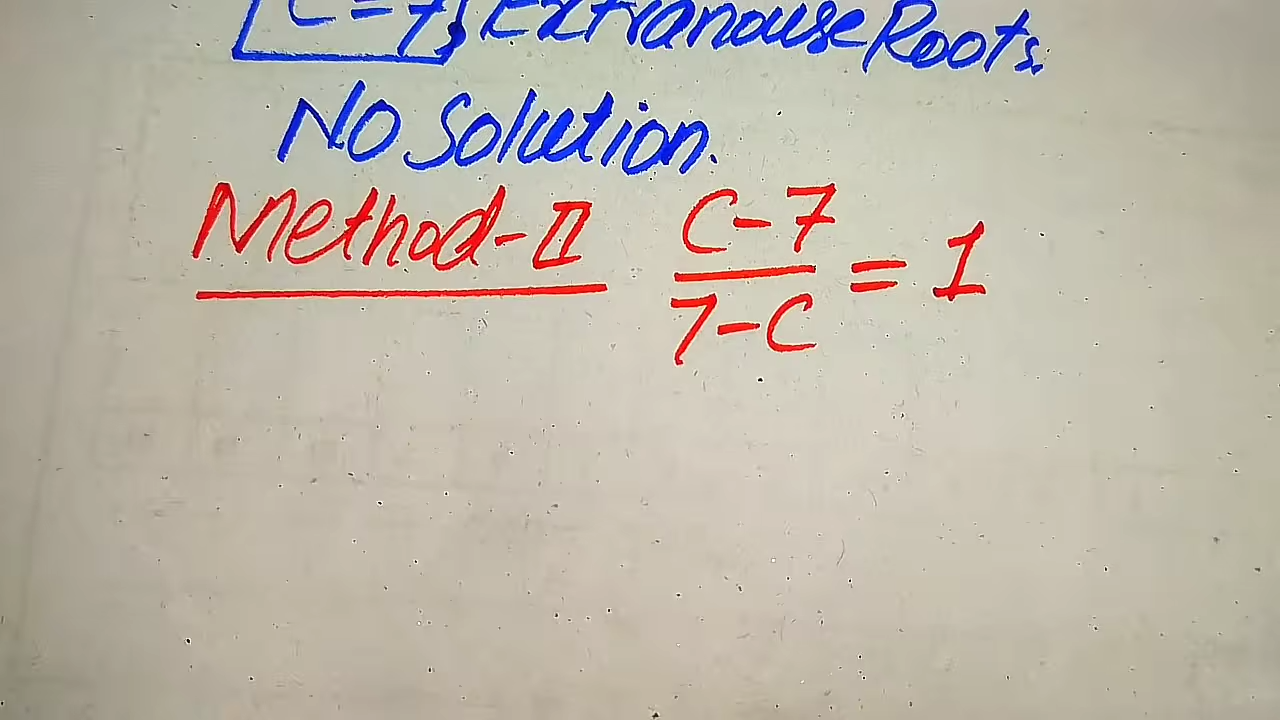 C = 7, Extranouse Roots.
No Solution.
Method-II C-7/7-C = 1